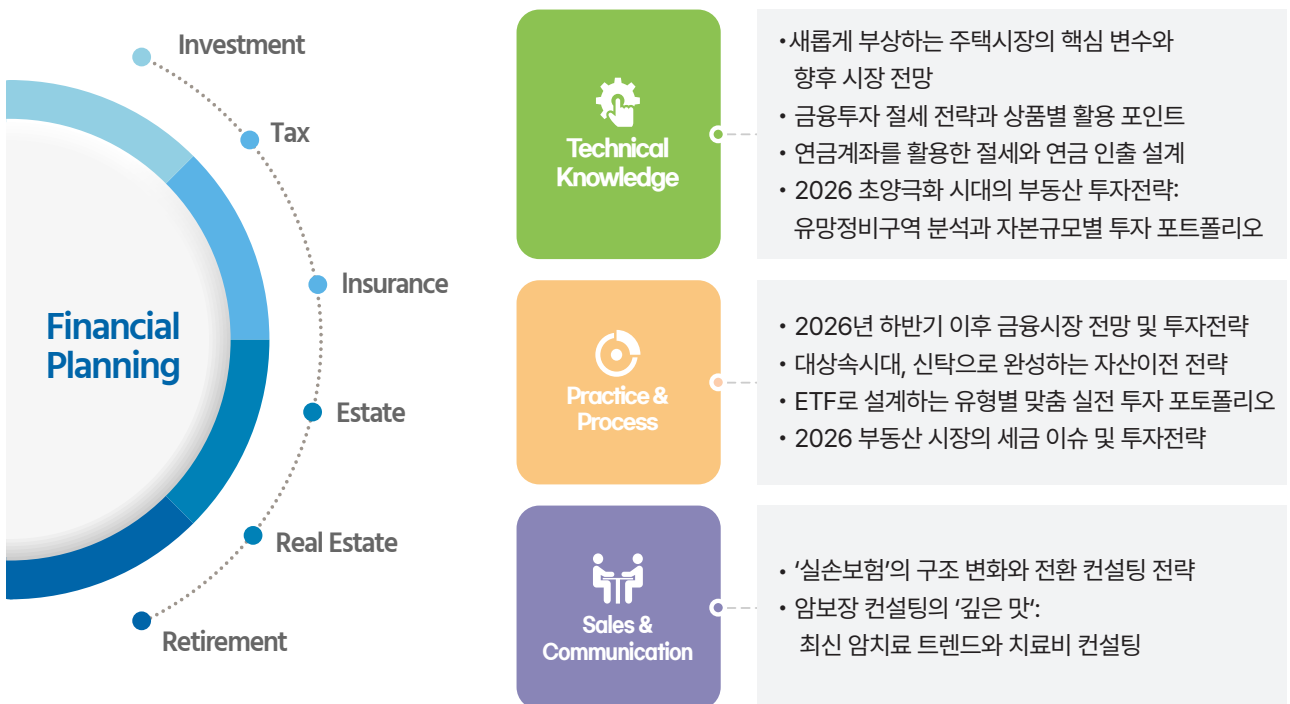 Financial
Planning
Investment
Tax
Insurance
Estate
Real Estate
Retirement
Technical
Knowledge
•새롭게 부상하는 주택시장의 핵심 변수와
향후 시장 전망
• 금융투자 절세 전략과 상품별 활용 포인트
• 연금계좌를 활용한 절세와 연금 인출 설계
• 2026 초양극화 시대의 부동산 투자전략:
유망정비구역 분석과 자본규모별 투자 포트폴리오
Practice &
Process
• 2026년 하반기 이후 금융시장 전망 및 투자전략
• 대상속시대, 신탁으로 완성하는 자산이전 전략
• ETF로 설계하는 유형별 맞춤 실전 투자 포토폴리오
• 2026 부동산 시장의 세금 이슈 및 투자전략
Sales &
Communication
• ‘실손보험’의 구조 변화와 전환 컨설팅 전략
• 암보장 컨설팅의 ‘깊은 맛‘:
최신 암치료 트렌드와 치료비 컨설팅